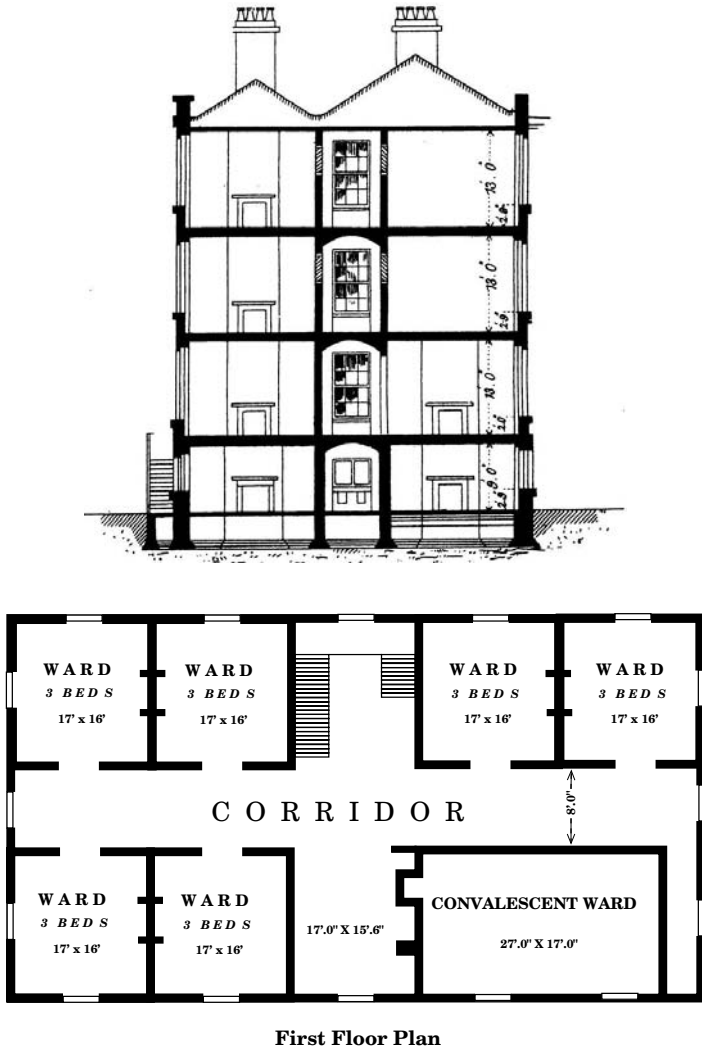 13.0"
2.9"
13.0"
2.9"
13.0"
2.0
9.0"
2.9"
WARD
3 BEDS
17' x 16'
WARD
3 BEDS
17' x 16'
WARD
3 BEDS
17' x 16'
WARD
3 BEDS
17' x 16'
CORRIDOR
8'.0"
WARD
3 BEDS
17' x 16'
WARD
3 BEDS
17' x 16'
17'.0" X 15'.6"
CONVALESCENT WARD
27'.0" X 17'.0"
First Floor Plan